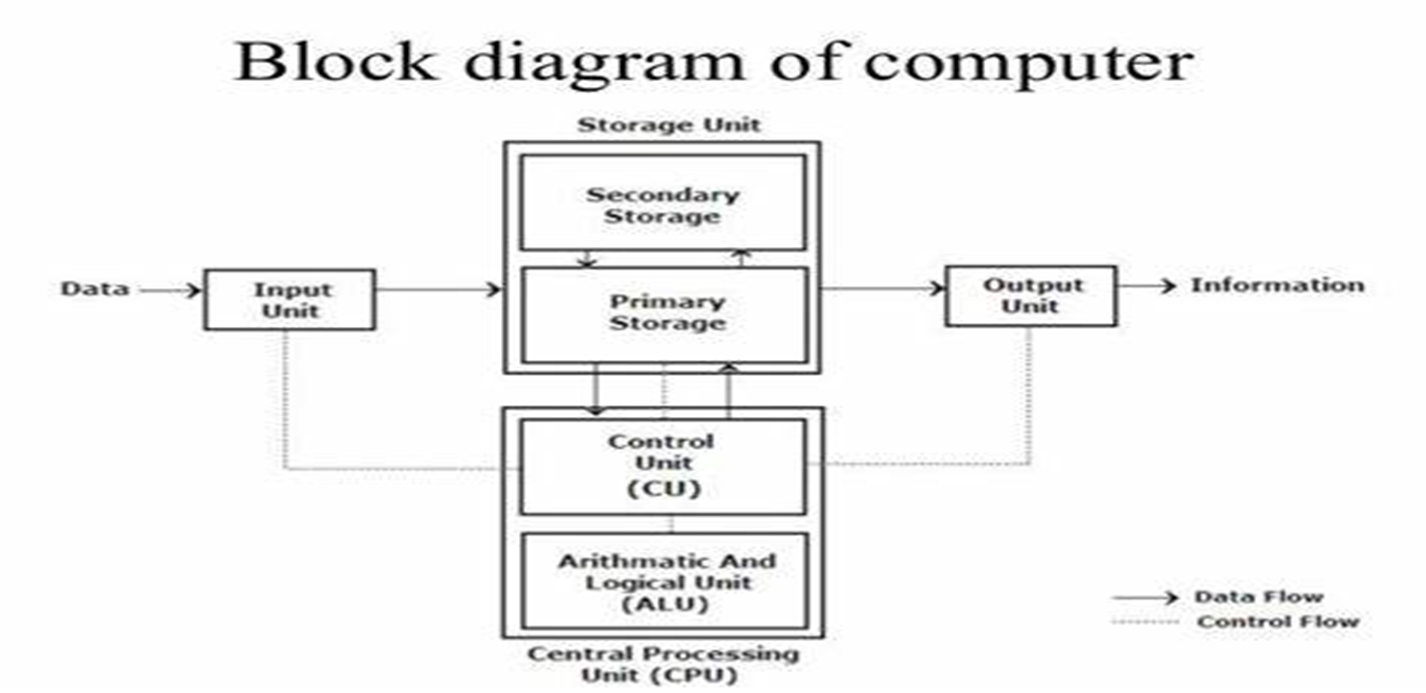 Block diagram of computer
Storage Unit
Secondary
Storage
Data
Input
Unit
Primary
Storage
Output
Unit
Information
Control
Unit
(CU)
Arithmatic And
Logical Unit
(ALU)
Central Processing
Unit (CPU)
Data Flow
Control Flow